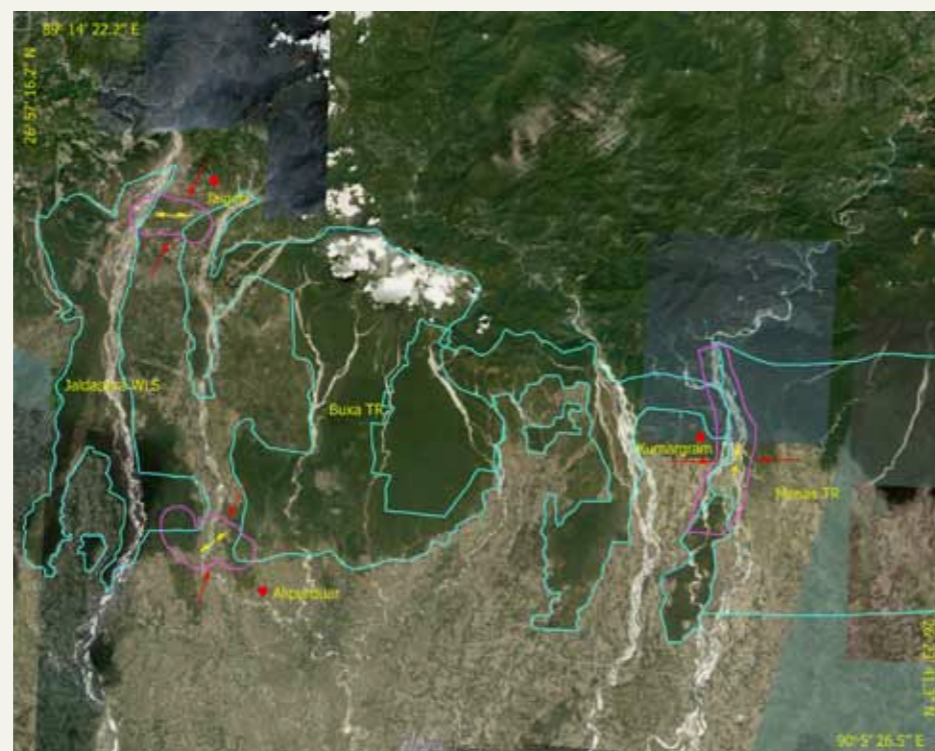 89° 14' 22.2" E
26° 57' 16.2" N
Jaldapara WLS
Buxa TR
Kumargram
Manas TR
Alipurduar
90° 5' 26.5" E